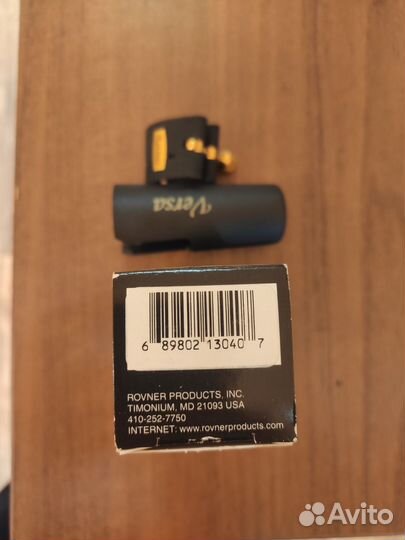 Versa
6 89802 13040 7
ROVNER PRODUCTS, INC.
TIMONIUM, MD 21093 USA
410-252-7750
INTERNET: www.rovnerproducts.com
Avito